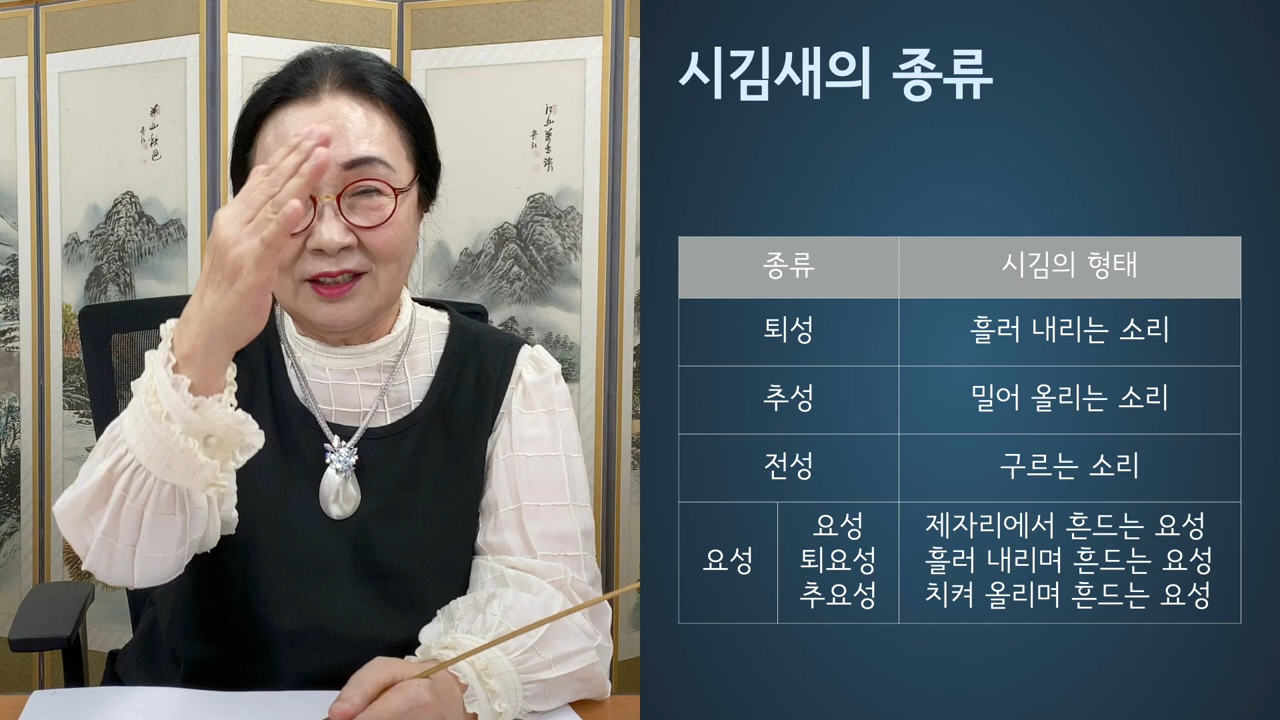 시김새의 종류
종류 시김의 형태
퇴성 흘러 내리는 소리
추성 밀어 올리는 소리
전성 구르는 소리
요성
요성 제자리에서 흔드는 요성
퇴요성 흘러 내리며 흔드는 요성
추요성 치켜 올리며 흔드는 요성